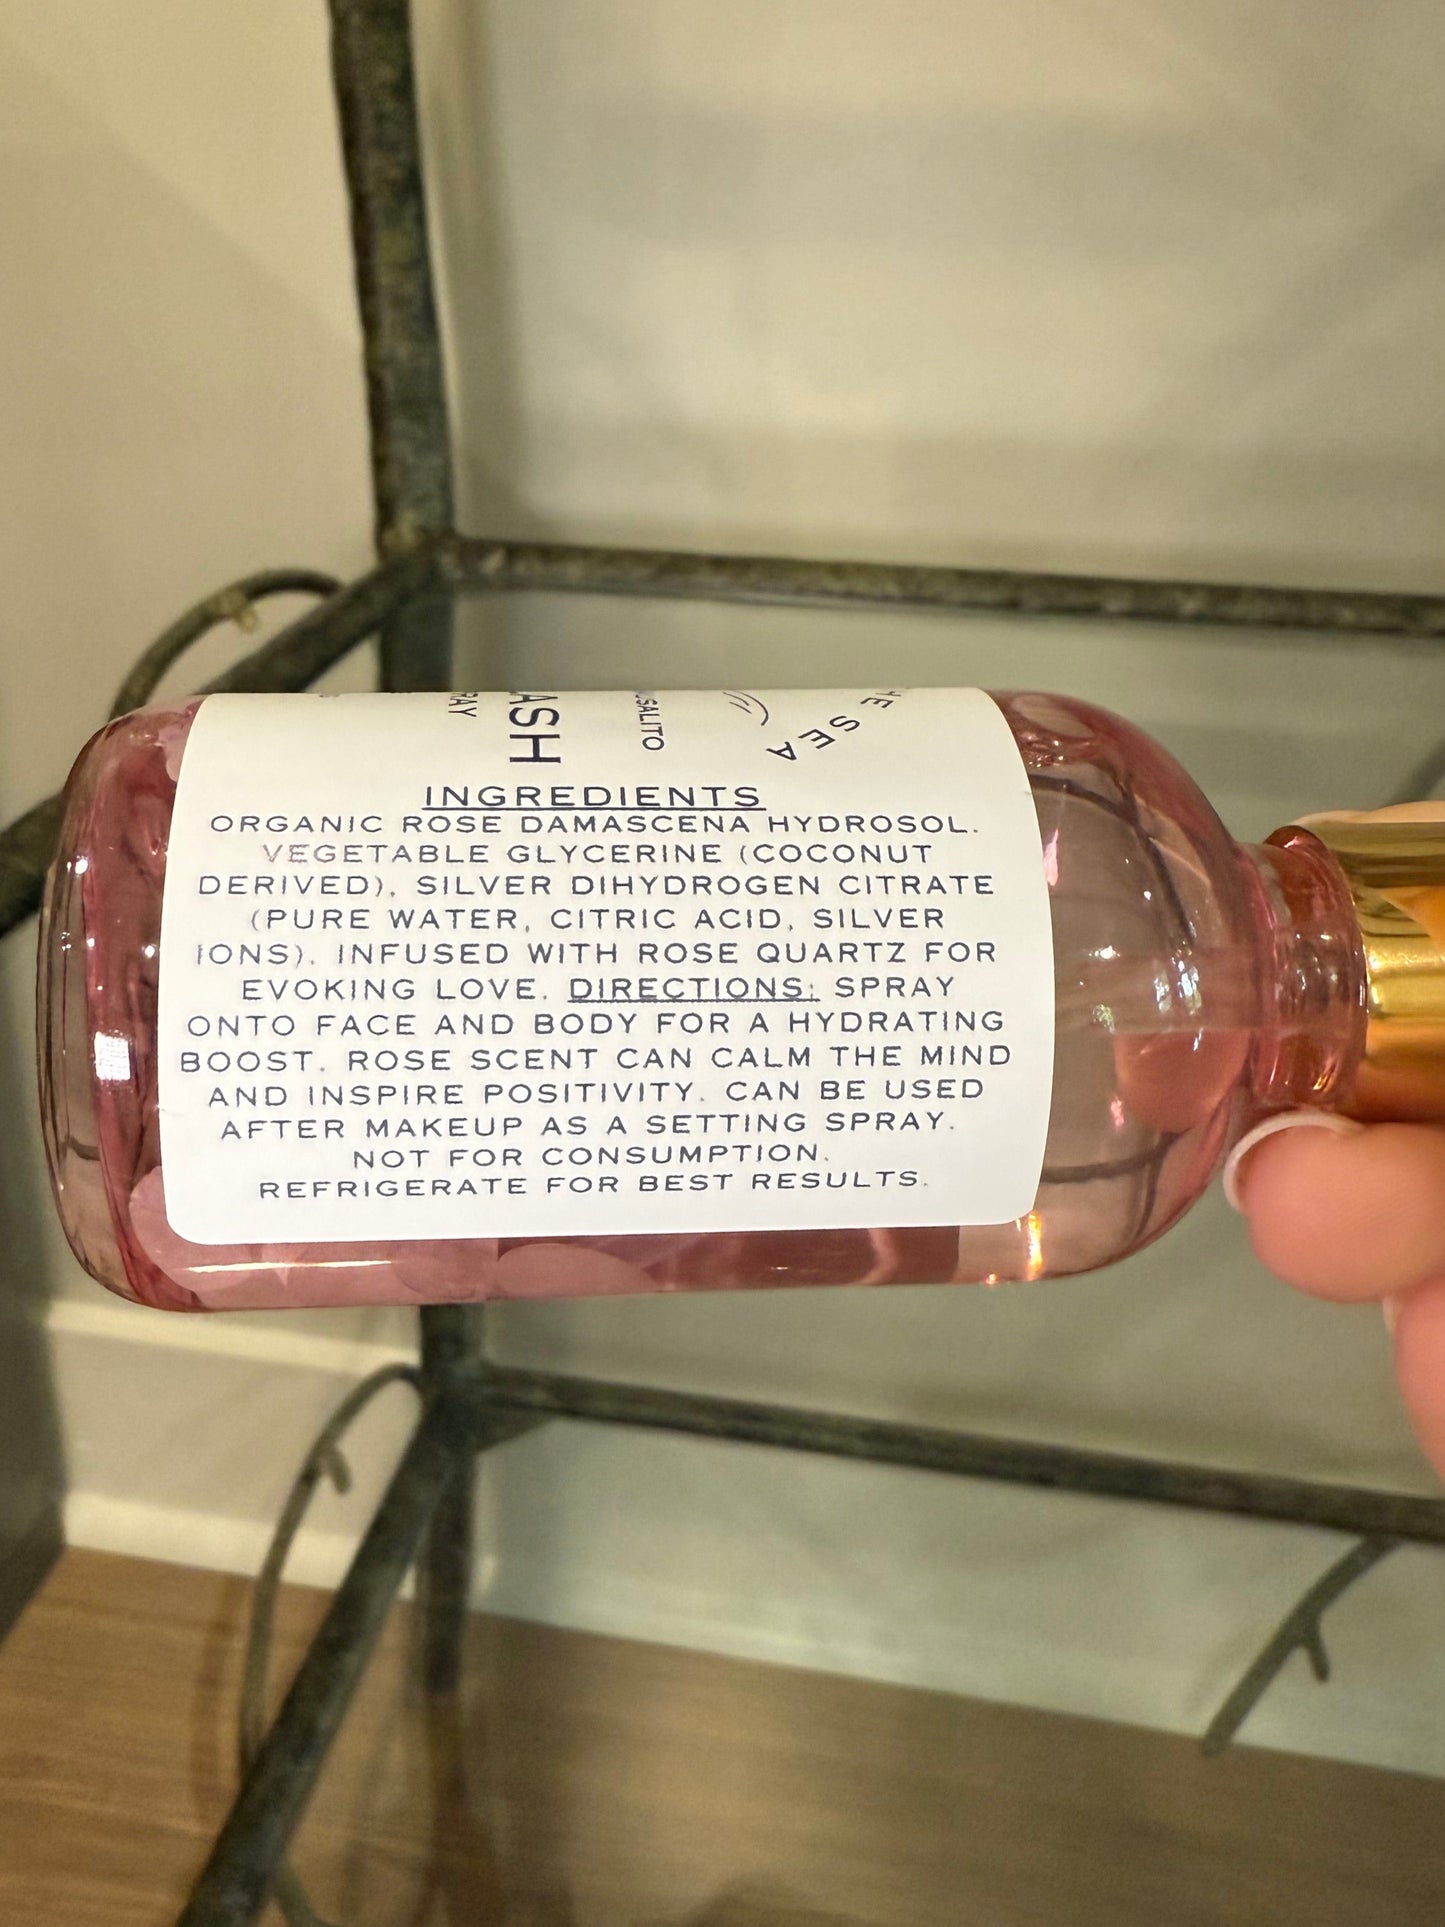 SEA
INGREDIENTS
ORGANIC ROSE DAMASCENA HYDROSOL.
VEGETABLE GLYCERINE (COCONUT
DERIVED), SILVER DIHYDROGEN CITRATE
(PURE WATER, CITRIC ACID, SILVER
IONS). INFUSED WITH ROSE QUARTZ FOR
EVOKING LOVE. DIRECTIONS: SPRAY
ONTO FACE AND BODY FOR A HYDRATING
BOOST. ROSE SCENT CAN CALM THE MIND
AND INSPIRE POSITIVITY. CAN BE USED
AFTER MAKEUP AS A SETTING SPRAY.
NOT FOR CONSUMPTION.
REFRIGERATE FOR BEST RESULTS.